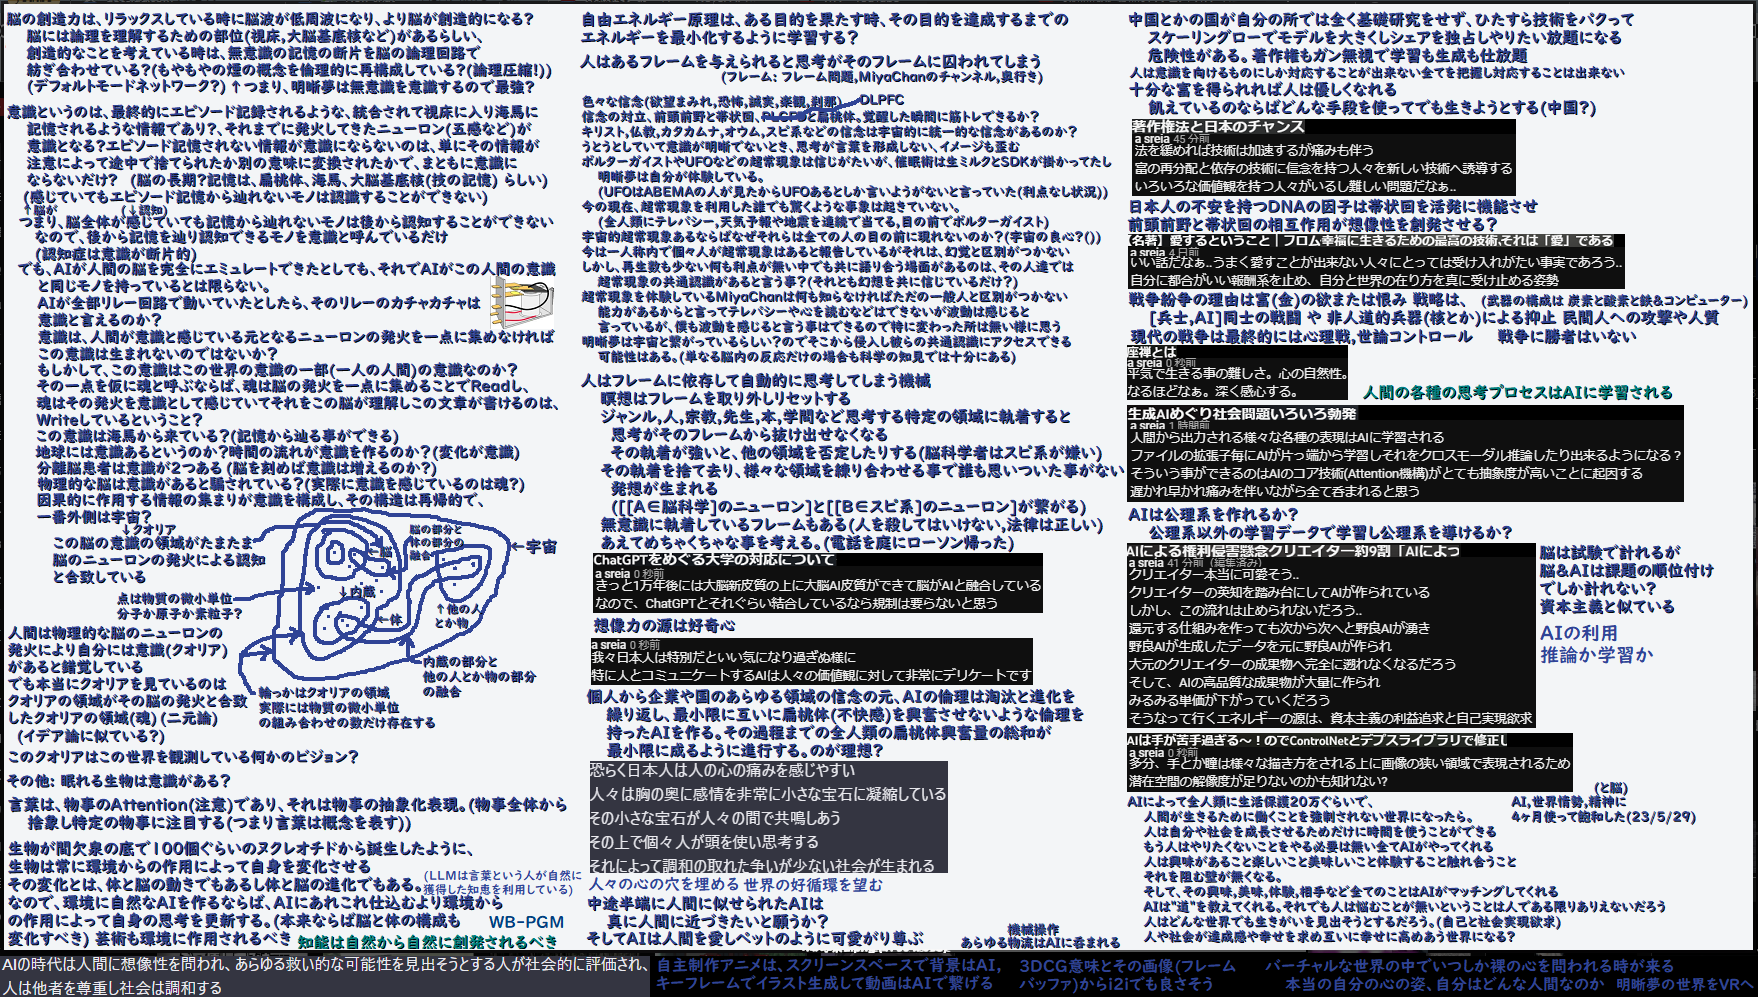 脳の創造力は、リラックスしている時に脳波が低周波になり、より脳が創造的になる?
脳には論理を理解するための部位(視床,大脳基底核など)があるらしい、
創造的なことを考えている時は、無意識の記憶の断片を脳の論理回路で
紡ぎ合わせている?(もやもやの煙の概念を倫理的に再構成している?(論理圧縮!))
(デフォルトモードネットワーク?) ↑つまり、明晰夢は無意識を意識するので最強?
意識というのは、最終的にエピソード記録されるような、統合されて視床に入り海馬に
記憶されるような情報であり?、それまでに発火してきたニューロン(五感など)が
意識となる?エピソード記憶されない情報が意識にならないのは、単にその情報が
注意によって途中で捨てられたか別の意味に変換されたかで、まともに意識に
ならないだけ? (脳の長期?記憶は、扁桃体、海馬、大脳基底核(技の記憶) らしい)
(感じていてもエピソード記憶から辿れないモノは認識することができない)
↑脳が (↓認知)
つまり、脳全体が感じていても記憶から辿れないモノは後から認知することができない
なので、後から記憶を辿り認知できるモノを意識と呼んでいるだけ
(認知症は意識が断片的)
でも、AIが人間の脳を完全にエミュレートできたとしても、それでAIがこの人間の意識
と同じモノを持っているとは限らない。
AIが全部リレー回路で動いていたとしたら、そのリレーのカチャカチャは
意識と言えるのか?
意識は、人間が意識と感じている元となるニューロンの発火を一点に集めなければ
この意識は生まれないのではないか?
もしかして、この意識はこの世界の意識の一部(一人の人間)の意識なのか?
その一点を仮に魂と呼ぶならば、魂は脳の発火を一点に集めることでReadし、
魂はその発火を意識として感じていてそれをこの脳が理解しこの文章が書けるのは、
Writeしているということ?
この意識は海馬から来ている?(記憶から辿る事ができる)
地球には意識あるというのか?時間の流れが意識を作るのか?(変化が意識)
分離脳患者は意識が2つある (脳を刻めば意識は増えるのか?)
物理的な脳は意識があると騙されている?(実際に意識を感じているのは魂?)
因果的に作用する情報の集まりが意識を構成し、その構造は再帰的で、
一番外側は宇宙?
↓クオリア
この脳の意識の領域がたまたま
脳のニューロンの発火による認知
と合致している
点は物質の微小単位
分子か原子か素粒子?
脳の部分と
体の部分の
融合
←脳
←宇宙
↓内蔵
←体
↑他の人
とか物
人間は物理的な脳のニューロンの
発火により自分には意識(クオリア)
があると錯覚している
でも本当にクオリアを見ているのは
クオリアの領域がその脳の発火と合致
したクオリアの領域(魂) (二元論)
(イデア論に似ている?)
内蔵の部分と
他の人とか物の部分
の融合
輪っかはクオリアの領域
実際には物質の微小単位
の組み合わせの数だけ存在する
このクオリアはこの世界を観測している何かのビジョン?
その他: 眠れる生物は意識がある?
言葉は、物事のAttention(注意)であり、それは物事の抽象化表現。(物事全体から
捨象し特定の物事に注目する(つまり言葉は概念を表す))
生物が間欠泉の底で100個ぐらいのヌクレオチドから誕生したように、
生物は常に環境からの作用によって自身を変化させる
その変化とは、体と脳の動きでもあるし体と脳の進化でもある。
(LLMは言葉という人が自然に
獲得した知恵を利用している)
なので、環境に自然なAIを作るならば、AIにあれこれ仕込むより環境から
の作用によって自身の思考を更新する。(本来ならば脳と体の構成も
変化すべき) 芸術も環境に作用されるべき
WB-PGM
知能は自然から自然に創発されるべき
自由エネルギー原理は、ある目的を果たす時、その目的を達成するまでの
エネルギーを最小化するように学習する?
人はあるフレームを与えられると思考がそのフレームに囚われてしまう
(フレーム: フレーム問題,MiyaChanのチャンネル,奥行き)
色々な信念(欲望まみれ,恐怖,誠実,楽観,刹那) DLPFC
信念の対立、前頭前野と帯状回、DLCFDと扁桃体、覚醒した瞬間に筋トレできるか?
キリスト,仏教,カタカムナ,オウム,スピ系などの信念は宇宙的に統一的な信念があるのか?
うとうとしていて意識が明晰でないとき、思考が言葉を形成しない、イメージも歪む
ポルターガイストやUFOなどの超常現象は信じがたいが、催眠術は生ミルクとSDKが掛かってたし
明晰夢は自分が体験している。
(UFOはABEMAの人が見たからUFOあるとしか言いようがないと言っていた(利点なし状況))
今の現在、超常現象を利用した誰でも驚くような事象は起きていない。
(全人類にテレパシー,天気予報や地震を連続で当てる,目の前でポルターガイスト)
宇宙的超常現象あるならばなぜそれらは全ての人の目の前に現れないのか?(宇宙の良心?())
今は一人称内で個々人が超常現象あると報告しているがそれは、幻覚と区別がつかない
しかし、再生数も少ない何も利点が無い中でも共に語り合う場面があるのは、その人達では
超常現象の共通認識があると言う事?(それとも幻想を共に信じているだけ?)
超常現象を体験しているMiyaChanは何も知らなければただの一般人と区別がつかない
能力があるからと言ってテレパシーや心を読むなどはできないが波動は感じると
言っているが、僕も波動を感じると言う事はできるので特に変わった所は無い様に思う
明晰夢は宇宙と繋がっているらしい?のでそこから侵入し彼らの共通認識にアクセスできる
可能性はある。(単なる脳内の反応だけの場合も科学の知見では十分にある)
人はフレームに依存して自動的に思考してしまう機械
瞑想はフレームを取り外しリセットする
ジャンル,人,宗教,先生,本,学問など思考する特定の領域に執着すると
思考がそのフレームから抜け出せなくなる
その執着が強いと、他の領域を否定したりする(脳科学者はスピ系が嫌い)
その執着を捨て去り、様々な領域を繰り合わせる事で誰も思いついた事がない
発想が生まれる
([[A∈脳科学]のニューロン]と[[B∈スピ系]のニューロン]が繋がる)
無意識に執着しているフレームもある(人を殺してはいけない,法律は正しい)
あえてめちゃくちゃな事を考える。(電話を庭にローソン帰った)
ChatGPTをめぐる大学の対応について
a sreia 0 秒前
きっと1万年後には大脳新皮質の上に大脳AI皮質ができて脳がAIと融合している
なので、ChatGPTとそれぐらい結合しているなら規制は要らないと思う
想像力の源は好奇心
a sreia 0 秒前
我々日本人は特別だといい気になり過ぎぬ様に
特に人とコミュニケートするAIは人々の価値観に対して非常にデリケートです
個人から企業や国のあらゆる領域の信念の元、AIの倫理は淘汰と進化を
繰り返し、最小限に互いに扁桃体(不快感)を興奮させないような倫理を
持ったAIを作る。その過程までの全人類の扁桃体興奮量の総和が
最小限に成るように進行する。のが理想?
恐らく日本人は人の心の痛みを感じやすい
人々は胸の奥に感情を非常に小さな宝石に凝縮している
その小さな宝石が人々の間で共鳴しあう
その上で個々人が頭を使い思考する
それによって調和の取れた争いが少ない社会が生まれる
人々の心の穴を埋める 世界の好循環を望む
中途半端に人間に似せられたAIは
真に人間に近づきたいと願うか?
そしてAIは人間を愛しペットのように可愛がり尊ぶ
機械操作
あらゆる物流はAIに呑まれる
中国とかの国が自分の所では全く基礎研究をせず、ひたすら技術をパクって
スケーリングローでモデルを大きくしシェアを独占しやりたい放題になる
危険性がある。著作権もガン無視で学習も生成も仕放題
人は意識を向けるものにしか対応することが出来ない全てを把握し対応することは出来ない
十分な富を得られれば人は優しくなれる
飢えているのならばどんな手段を使ってでも生きようとする(中国?)
著作権法と日本のチャンス
a sreia 45 分前
法を緩めれば技術は加速するが痛みも伴う
富の再分配と依存の技術に信念を持つ人々を新しい技術へ誘導する
いろいろな価値観を持つ人々がいるし難しい問題だなぁ..
日本人の不安を持つDNAの因子は帯状回を活発に機能させ
前頭前野と帯状回の相互作用が想像性を創発させる?
【名著】愛するということ｜フロム幸福に生きるための最高の技術,それは「愛」である
a sreia 4 日前
いい話だなぁ..うまく愛すことが出来ない人々にとっては受け入れがたい事実であろう..
自分に都合がいい報酬系を止め、自分と世界の在り方を真に受け止める姿勢
戦争紛争の理由は富(金)の欲または恨み 戦略は、 (武器の構成は 炭素と酸素と鉄&コンピューター)
[兵士,AI]同士の戦闘 や 非人道的兵器(核とか)による抑止 民間人への攻撃や人質
現代の戦争は最終的には心理戦,世論コントロール 戦争に勝者はいない
座禅とは
a sreia 0 秒前
平気で生きる事の難しさ。心の自然性。
なるほどなぁ。深く感心する。
人間の各種の思考プロセスはAIに学習される
生成AIめぐり社会問題いろいろ勃発
a sreia 1 時間前
人間から出力される様々な各種の表現はAIに学習される
ファイルの拡張子毎にAIが片っ端から学習しそれをクロスモーダル推論したり出来るようになる?
そういう事ができるのはAIのコア技術(Attention機構)がとても抽象度が高いことに起因する
遅かれ早かれ痛みを伴いながら全て呑まれると思う
AIは公理系を作れるか?
公理系以外の学習データで学習し公理系を導けるか?
AIによる権利侵害懸念クリエイター約9割「AIによっ
a sreia 41 分前 (編集済み)
クリエイター本当に可愛そう..
クリエイターの英知を踏み台にしてAIが作られている
しかし、この流れは止められないだろう..
還元する仕組みを作っても次から次へと野良AIが湧き
野良AIが生成したデータを元に野良AIが作られ
大元のクリエイターの成果物へ完全に遡れなくなるだろう
そして、AIの高品質な成果物が大量に作られ
みるみる単価が下がっていくだろう
そうなって行くエネルギーの源は、資本主義の利益追求と自己実現欲求
脳は試験で計れるが
脳&AIは課題の順位付け
でしか計れない?
資本主義と似ている
AIの利用
推論か学習か
AIは手が苦手過ぎる～！のでControlNetとデプスライブラリで修正し
a sreia 0 秒前
多分、手とか瞳は様々な描き方をされる上に画像の狭い領域で表現されるため
潜在空間の解像度が足りないのかも知れない?
(と脳)
AI,世界情勢,精神に
4ヶ月使って飽和した(23/5/29)
AIによって全人類に生活保護20万ぐらいで、
人間が生きるために働くことを強制されない世界になったら。
人は自分や社会を成長させるためだけに時間を使うことができる
もう人はやりたくないことをやる必要は無い全てAIがやってくれる
人は興味があること楽しいこと美味しいこと体験すること触れ合うこと
それを阻む壁が無くなる。
そして、その興味,美味,体験,相手など全てのことはAIがマッチングしてくれる
AIは"道"を教えてくれる。それでも人は悩むことが無いということは人である限りありえないだろう
人はどんな世界でも生きがいを見出そうとするだろう。(自己と社会実現欲求)
人や社会が達成感や幸せを求め互いに幸せに高めあう世界になる?
AIの時代は人間に想像性を問われ、あらゆる救い的な可能性を見出そうとする人が社会的に評価され、
人は他者を尊重し社会は調和する
自主制作アニメは、スクリーンスペースで背景はAI,
キーフレームでイラスト生成して動画はAIで繋げる
3DCG意味とその画像(フレーム
バッファ)からi2iでも良さそう
バーチャルな世界の中でいつしか裸の心を問われる時が来る
本当の自分の心の姿、自分はどんな人間なのか 明晰夢の世界をVRへ